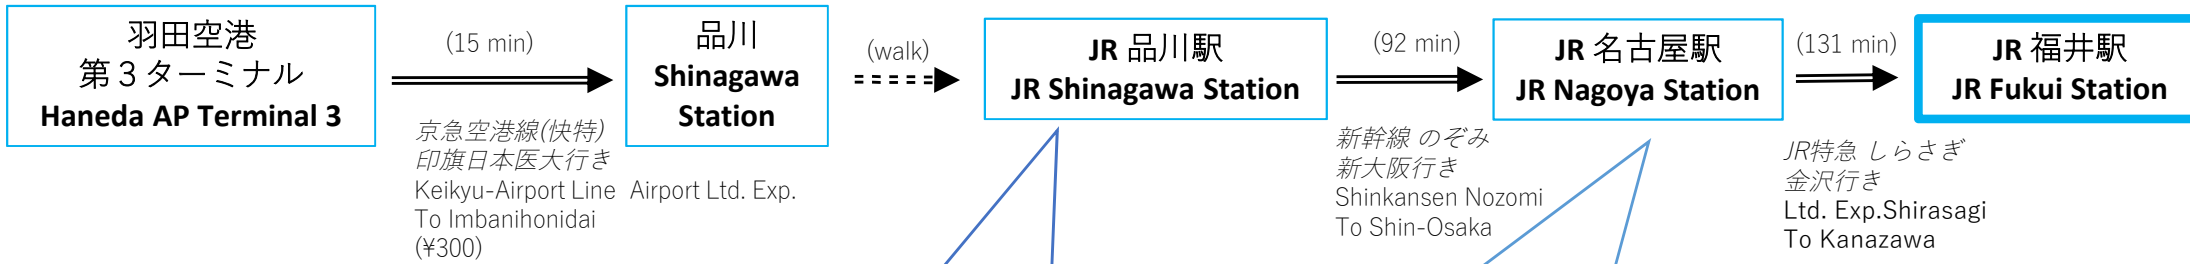 羽田空港
第３ターミナル
Haneda AP Terminal 3
(15 min)
京急空港線(快特)
印旗日本医大行き
Keikyu-Airport Line Airport Ltd. Exp.
To Imbanihonidai
(¥300)
品川
Shinagawa
Station
(walk)
JR 品川駅
JR Shinagawa Station
(92 min)
新幹線 のぞみ
新大阪行き
Shinkansen Nozomi
To Shin-Osaka
JR 名古屋駅
JR Nagoya Station
(131 min)
JR特急 しらさぎ
金沢行き
Ltd. Exp.Shirasagi
To Kanazawa
JR 福井駅
JR Fukui Station